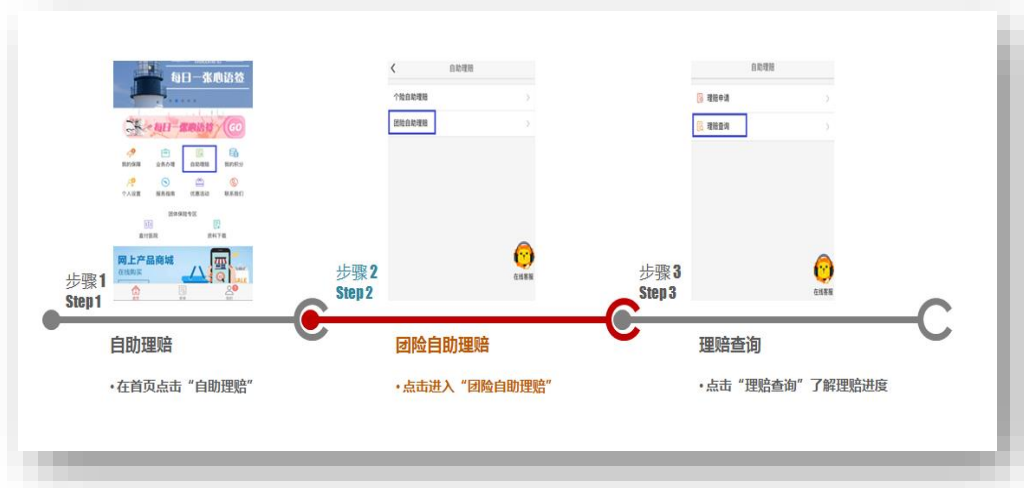 每日一张心语签
每日一张心语签
GO
我的保障
业务办理
自助理赔
我的积分
个人设置
服务指南
优惠活动
联系我们
团体保险专区
直付医院
资料下载
网上产品商城
在线购买
步骤1
Step1
自助理赔
•在首页点击“自助理赔”
自助理赔
个险自助理赔
团险自助理赔
在线客服
步骤2
Step2
团险自助理赔
•点击进入“团险自助理赔”
自助理赔
理赔申请
理赔查询
在线客服
步骤3
Step3
理赔查询
•点击“理赔查询”了解理赔进度